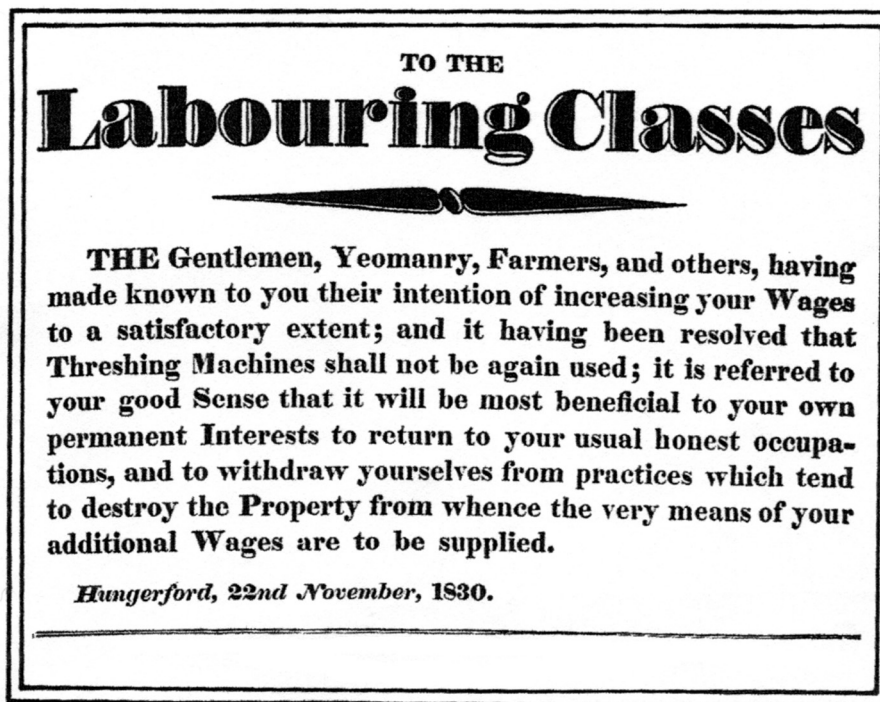 TO THE
Labouring Classes
THE Gentlemen, Yeomanry, Farmers, and others, having
made known to you their intention of increasing your Wages
to a satisfactory extent; and it having been resolved that
Threshing Machines shall not be again used; it is referred to
your good Sense that it will be most beneficial to your own
permanent Interests to return to your usual honest occupa-
tions, and to withdraw yourselves from practices which tend
to destroy the Property from whence the very means of your
additional Wages are to be supplied.
Hungerford, 22nd November, 1830.